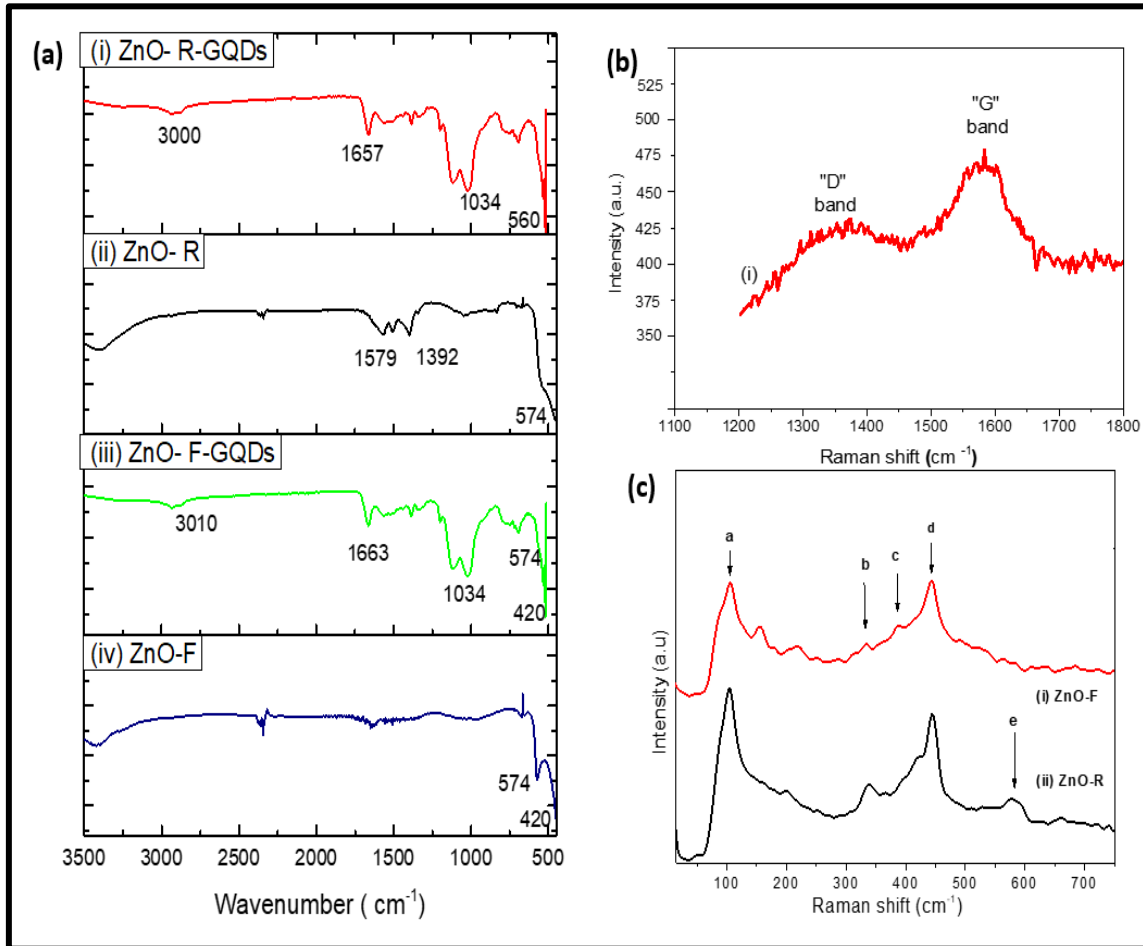 (a)
(i) ZnO- R-GQDs
3000
1657
1034
560
(ii) ZnO- R
1579
1392
574
(iii) ZnO- F-GQDs
3010
1663
1034
574
420
(iv) ZnO-F
574
420
3500 3000 2500 2000 1500 1000 500
Wavenumber ( cm-1)
(b)
525
500
475
450
425
400
375
350
Intensity (a.u.)
"D"
band
"G"
band
(i)
1100 1200 1300 1400 1500 1600 1700 1800
Raman shift (cm -1)
(c)
Intensity (a.u)
a
b
c
d
(i) ZnO-F
e
(ii) ZnO-R
100 200 300 400 500 600 700
Raman shift (cm-1)